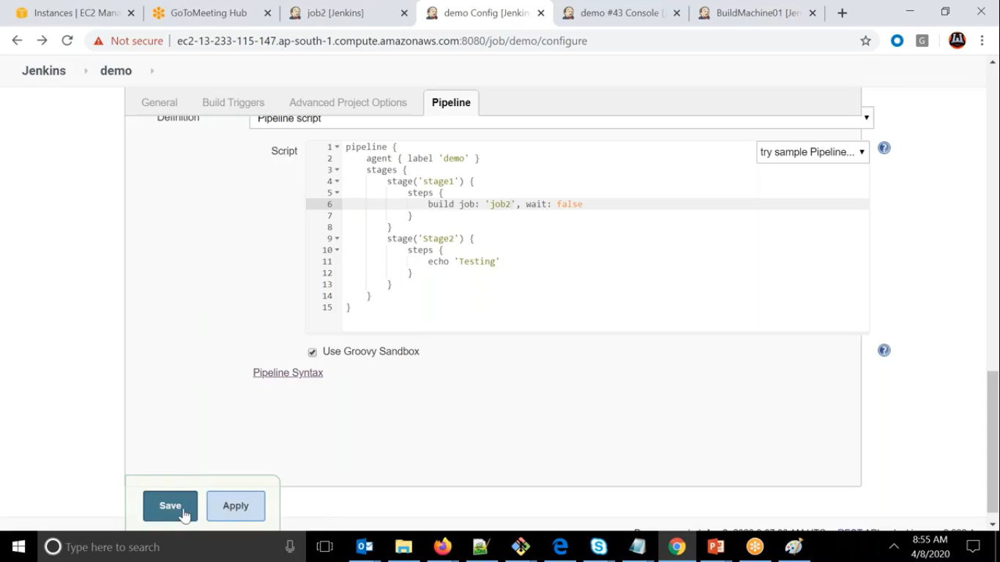 Instances | EC2 Mana
GoToMeeting Hub
job2 [Jenkins]
demo Config [Jenkin
demo #43 Console [
BuildMachine01 [Jen
Not secure
ec2-13-233-115-147.ap-south-1.compute.amazonaws.com:8080/job/demo/configure
G
Jenkins
demo
General
Build Triggers
Advanced Project Options
Pipeline
Definition
Pipeline script
Script
try sample Pipeline...
1 pipeline {
2 agent { label 'demo' }
3 stages {
4 stage('stage1') {
5 steps {
6 build job: 'job2', wait: false
7 }
8 }
9 stage('Stage2') {
10 steps {
11 echo 'Testing'
12 }
13 }
14 }
15 }
Use Groovy Sandbox
Pipeline Syntax
Save
Apply
Type here to search
8:55 AM
4/8/2020